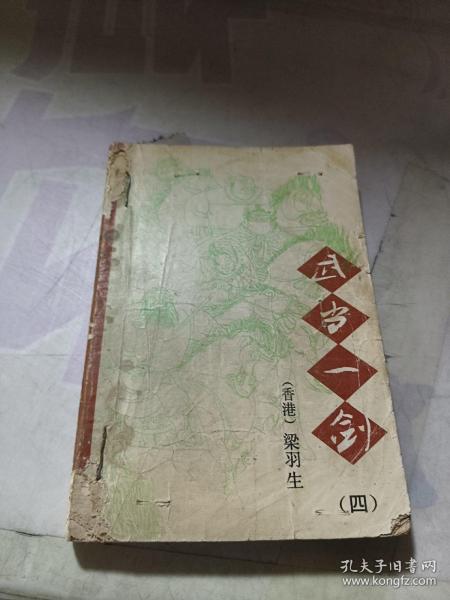 武当一剑
(香港) 梁羽生
(四)
孔夫子旧书网
www.kongfz.com